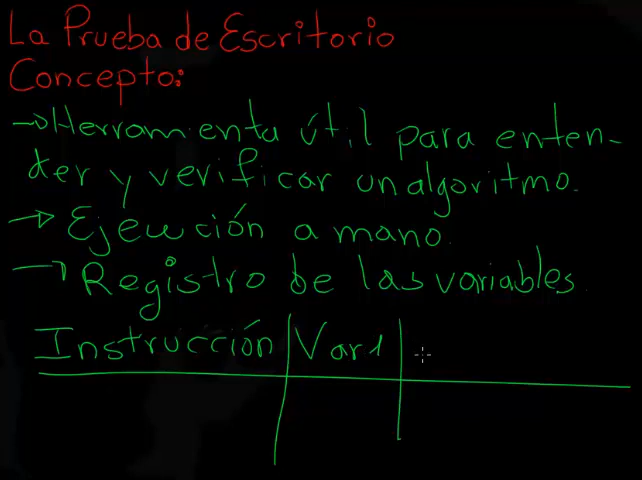 La Prueba de Escritorio
Concepto:
→ Herramienta útil para enten-
der y verificar un algoritmo.
→ Ejecución a mano.
→ Registro de las variables.
Instrucción Var1